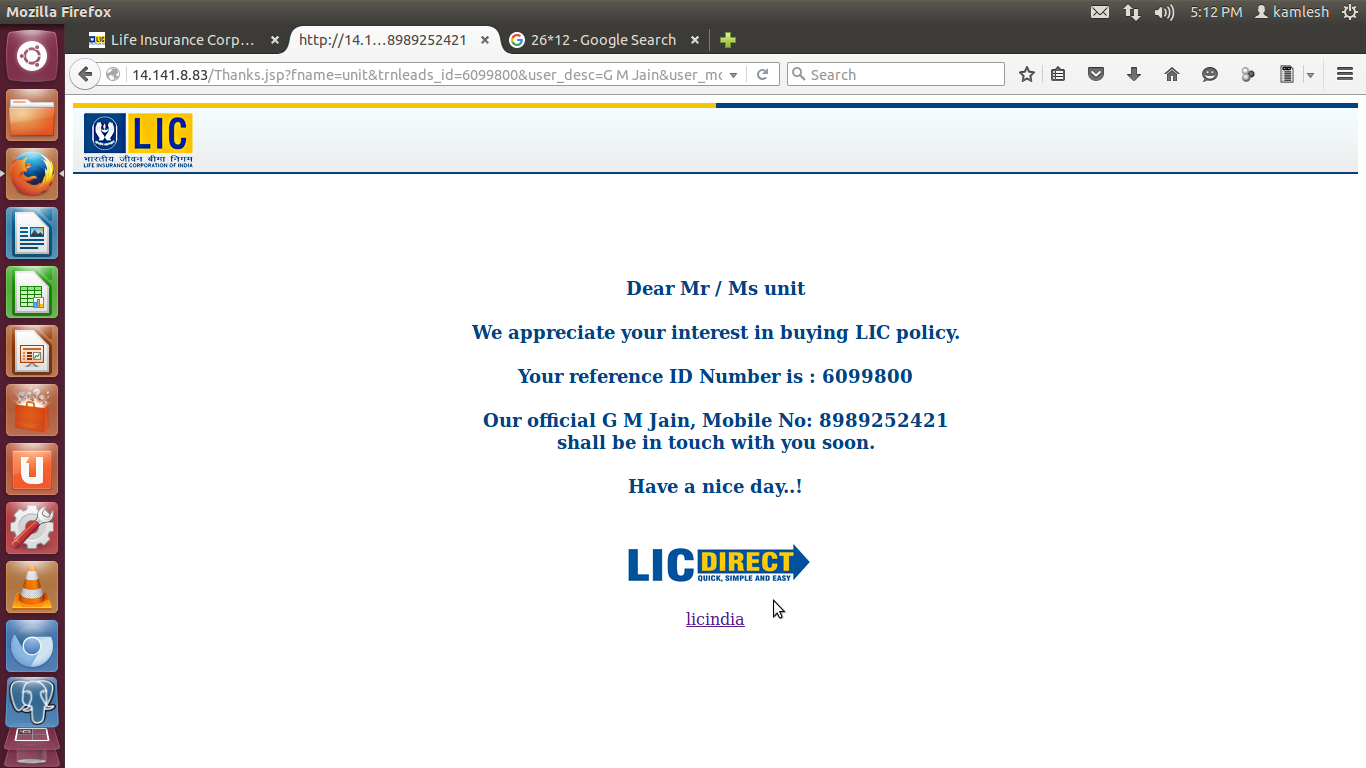 Mozilla Firefox
5:12 PM
kamlesh
Life Insurance Corp...
http://14.1...8989252421
26*12 - Google Search
14.141.8.83/Thanks.jsp?fname=unit&trnleads_id=6099800&user_desc=G M Jain&user_mo
Search
LIC
भारतीय जीवन बीमा निगम
LIFE INSURANCE CORPORATION OF INDIA
Dear Mr / Ms unit
We appreciate your interest in buying LIC policy.
Your reference ID Number is : 6099800
Our official G M Jain, Mobile No: 8989252421
shall be in touch with you soon.
Have a nice day..!
LIC DIRECT
QUICK, SIMPLE AND EASY
licindia